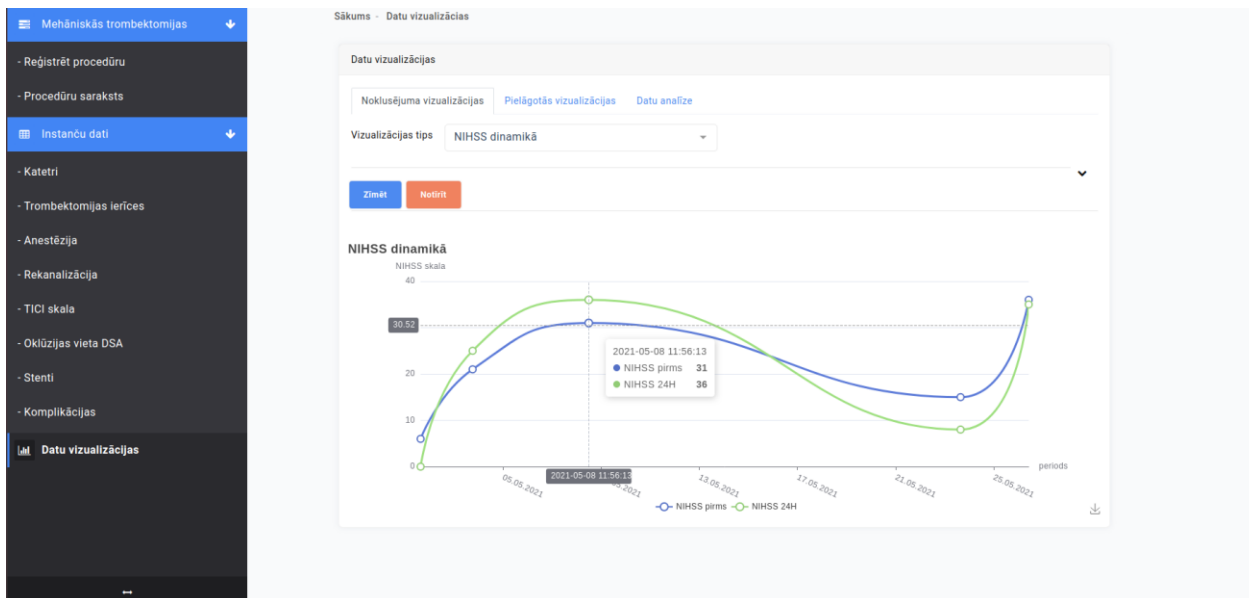 Mehāniskās trombektomijas
- Reģistrēt procedūru
- Procedūru saraksts
Instanču dati
- Katetri
- Trombektomijas ierīces
- Anestēzija
- Rekanalizācija
- TICI skala
- Oklūzijas vieta DSA
- Stenti
- Komplikācijas
Datu vizualizācijas
Sākums - Datu vizualizācias
Datu vizualizācijas
Noklusējuma vizualizācijas Pielāgotās vizualizācijas Datu analīze
Vizualizācijas tips NIHSS dinamikā
Zīmēt Notīrīt
NIHSS dinamikā
NIHSS skala
40
30.52
20
10
0
2021-05-08 11:56:13
NIHSS pirms 31
NIHSS 24H 36
periods
05.05.2021 2021-05-08 11:56:13 13.05.2021 17.05.2021 21.05.2021 25.05.2021
NIHSS pirms NIHSS 24H